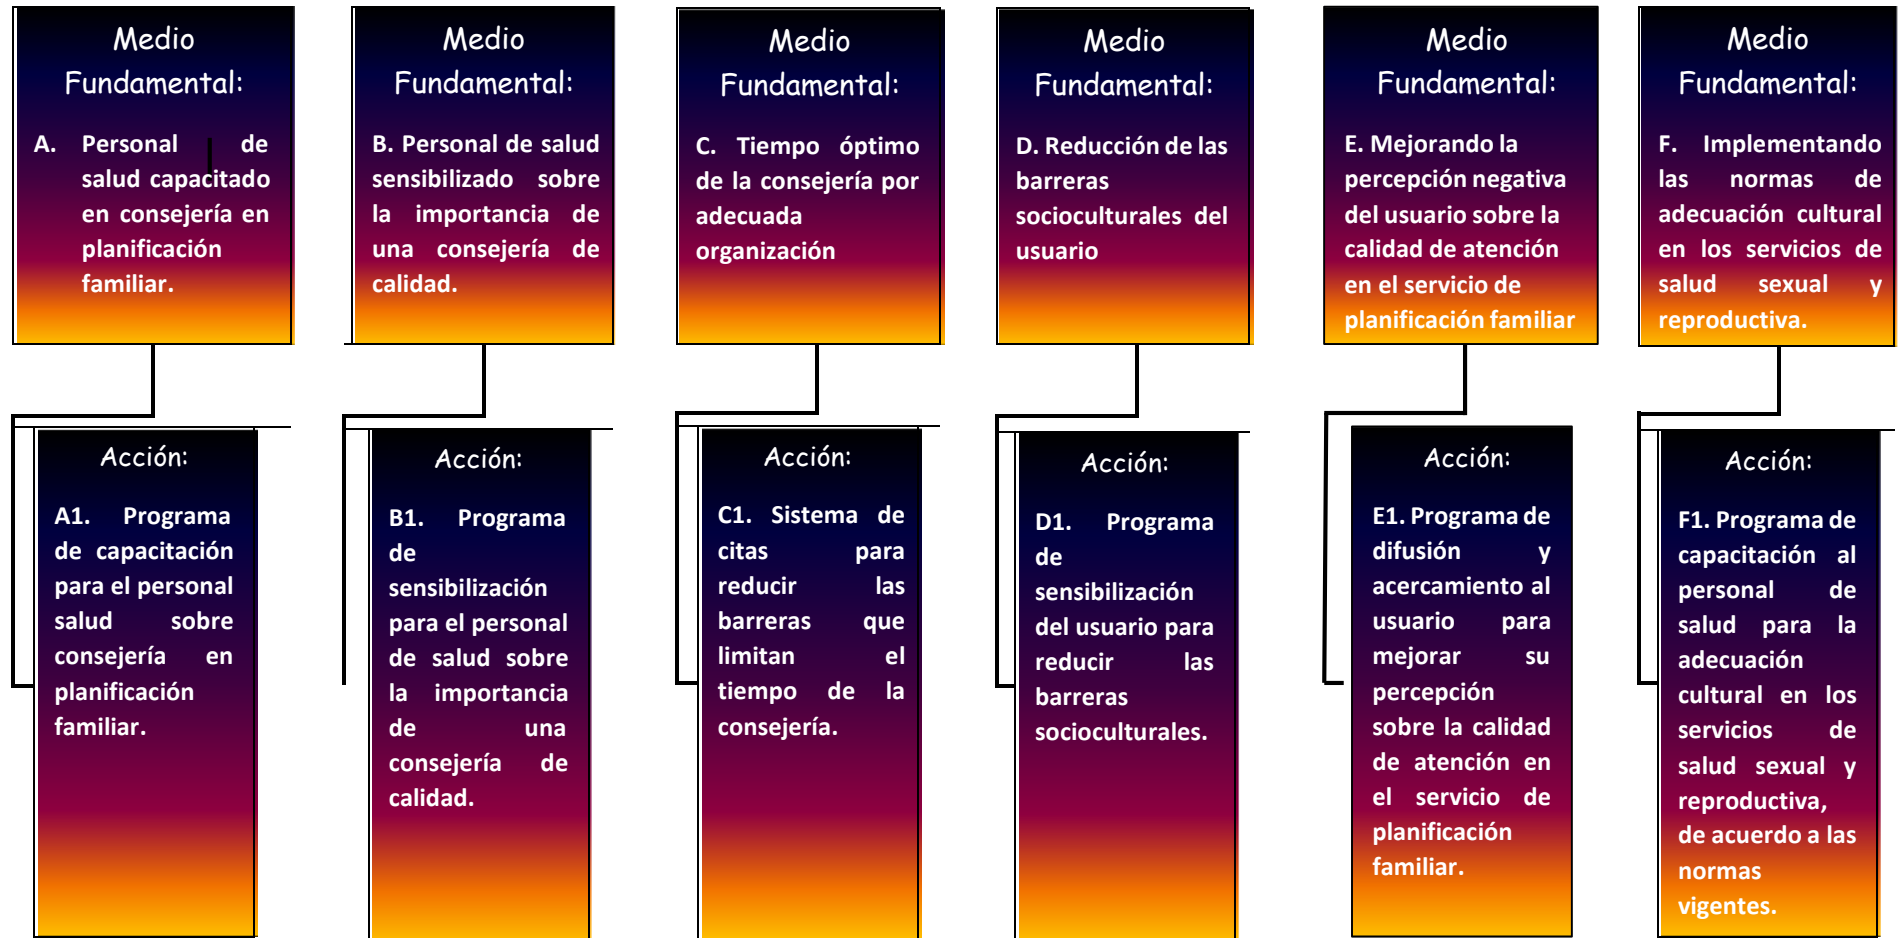 Medio
Fundamental:
A. Personal de
salud capacitado
en consejería en
planificación
familiar.
Medio
Fundamental:
B. Personal de salud
sensibilizado sobre
la importancia de
una consejería de
calidad.
Medio
Fundamental:
C. Tiempo óptimo
de la consejería por
adecuada
organización
Medio
Fundamental:
D. Reducción de las
barreras
socioculturales del
usuario
Medio
Fundamental:
E. Mejorando la
percepción negativa
del usuario sobre la
calidad de atención
en el servicio de
planificación familiar
Medio
Fundamental:
F. Implementando
las normas de
adecuación cultural
en los servicios de
salud sexual y
reproductiva.
Acción:
A1. Programa
de capacitación
para el personal
salud sobre
consejería en
planificación
familiar.
Acción:
B1. Programa
de
sensibilización
para el personal
de salud sobre
la importancia
de una
consejería de
calidad.
Acción:
C1. Sistema de
citas para
reducir las
barreras que
limitan el
tiempo de la
consejería.
Acción:
D1. Programa
de
sensibilización
del usuario para
reducir las
barreras
socioculturales.
Acción:
E1. Programa de
difusión y
acercamiento al
usuario para
mejorar su
percepción
sobre la calidad
de atención en
el servicio de
planificación
familiar.
Acción:
F1. Programa de
capacitación al
personal de
salud para la
adecuación
cultural en los
servicios de
salud sexual y
reproductiva,
de acuerdo a las
normas
vigentes.